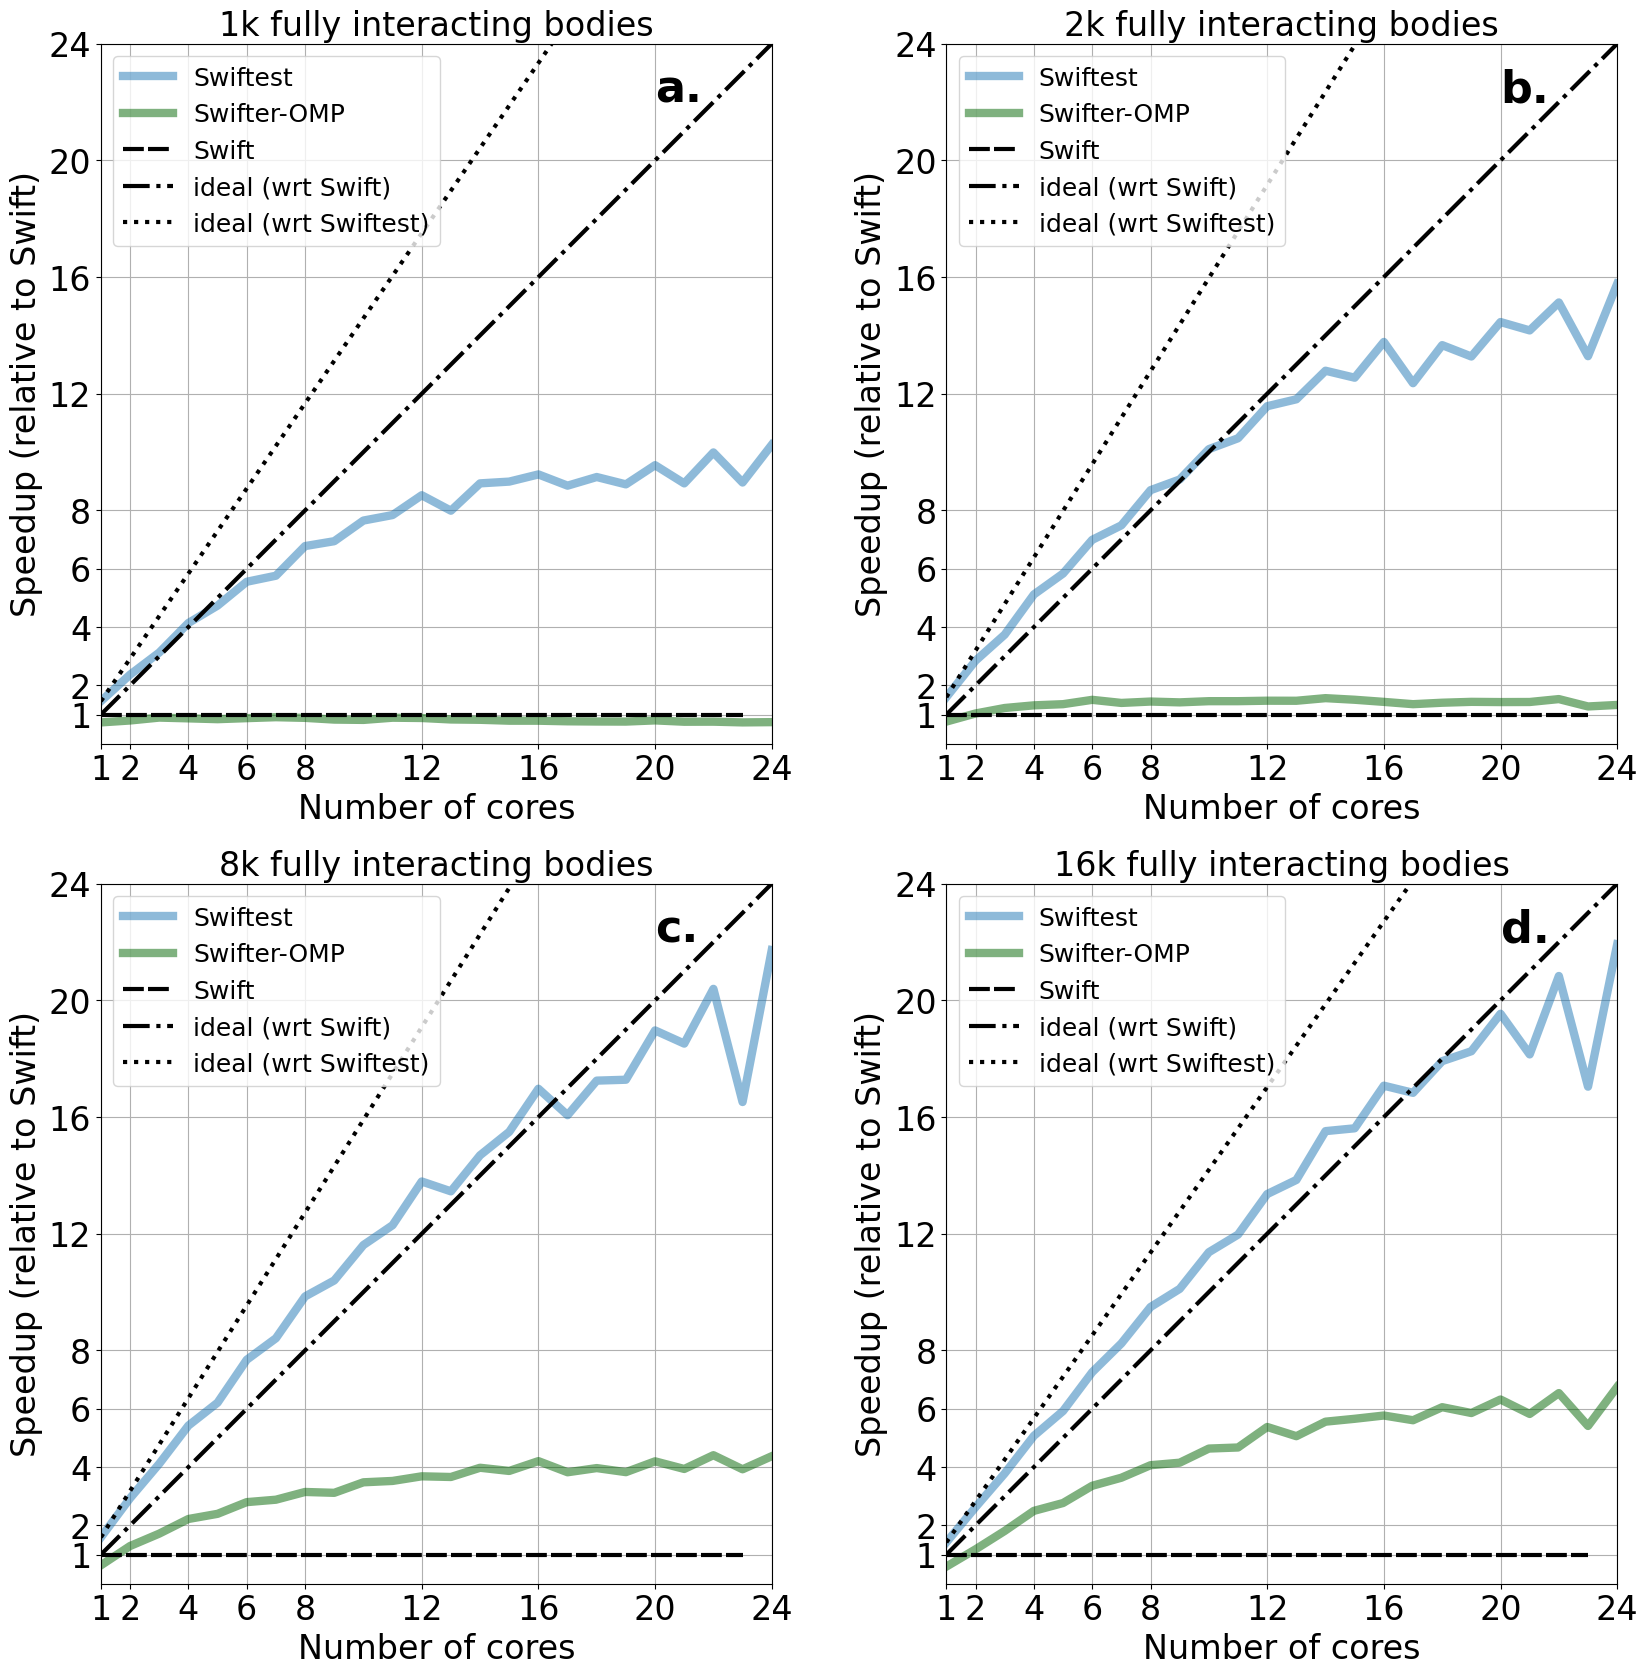 1k fully interacting bodies
24
20
16
12
8
6
4
2
1
Speedup (relative to Swift)
Swiftest
Swifter-OMP
Swift
ideal (wrt Swift)
ideal (wrt Swiftest)
a.
1 2 4 6 8 12 16 20 24
Number of cores
2k fully interacting bodies
24
20
16
12
8
6
4
2
1
Speedup (relative to Swift)
Swiftest
Swifter-OMP
Swift
ideal (wrt Swift)
ideal (wrt Swiftest)
b.
1 2 4 6 8 12 16 20 24
Number of cores
8k fully interacting bodies
24
20
16
12
8
6
4
2
1
Speedup (relative to Swift)
Swiftest
Swifter-OMP
Swift
ideal (wrt Swift)
ideal (wrt Swiftest)
c.
1 2 4 6 8 12 16 20 24
Number of cores
16k fully interacting bodies
24
20
16
12
8
6
4
2
1
Speedup (relative to Swift)
Swiftest
Swifter-OMP
Swift
ideal (wrt Swift)
ideal (wrt Swiftest)
d.
1 2 4 6 8 12 16 20 24
Number of cores